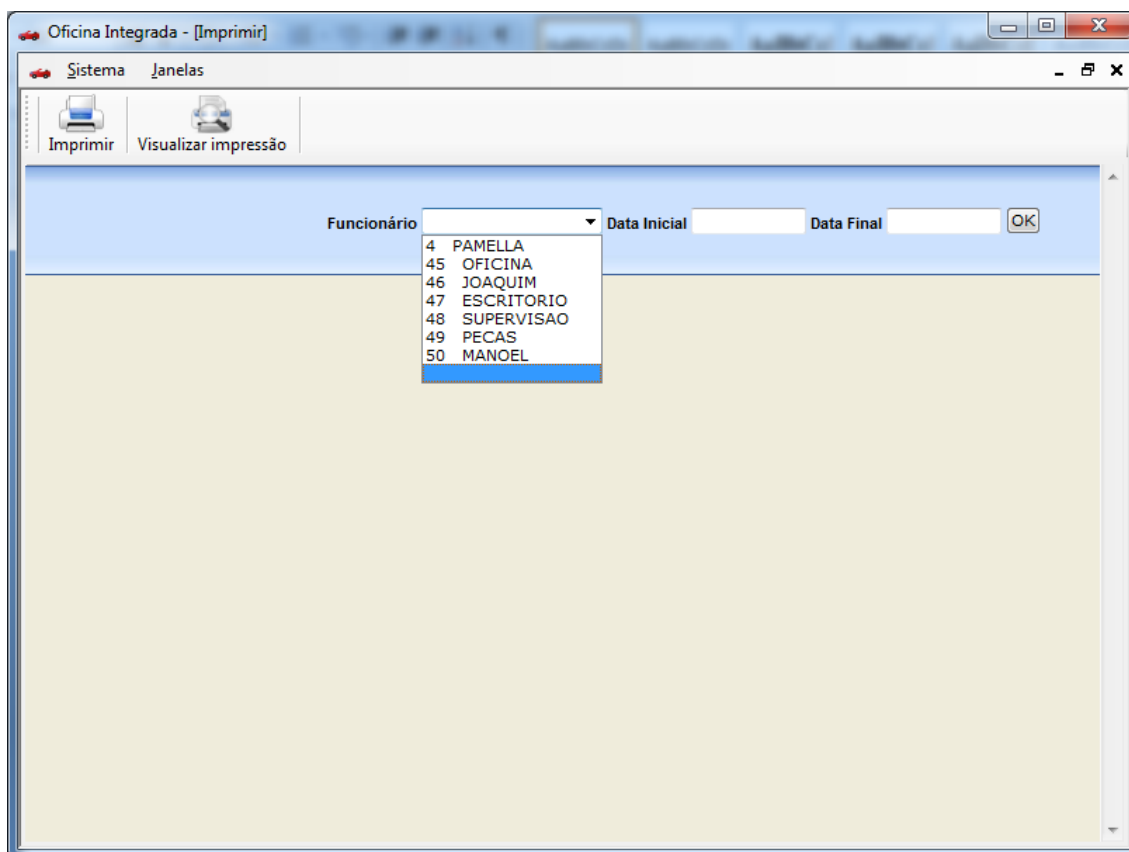 Oficina Integrada - [Imprimir]
Sistema Janelas
Imprimir Visualizar impressão
Funcionário Data Inicial Data Final OK
4 PAMELLA
45 OFICINA
46 JOAQUIM
47 ESCRITORIO
48 SUPERVISAO
49 PECAS
50 MANOEL